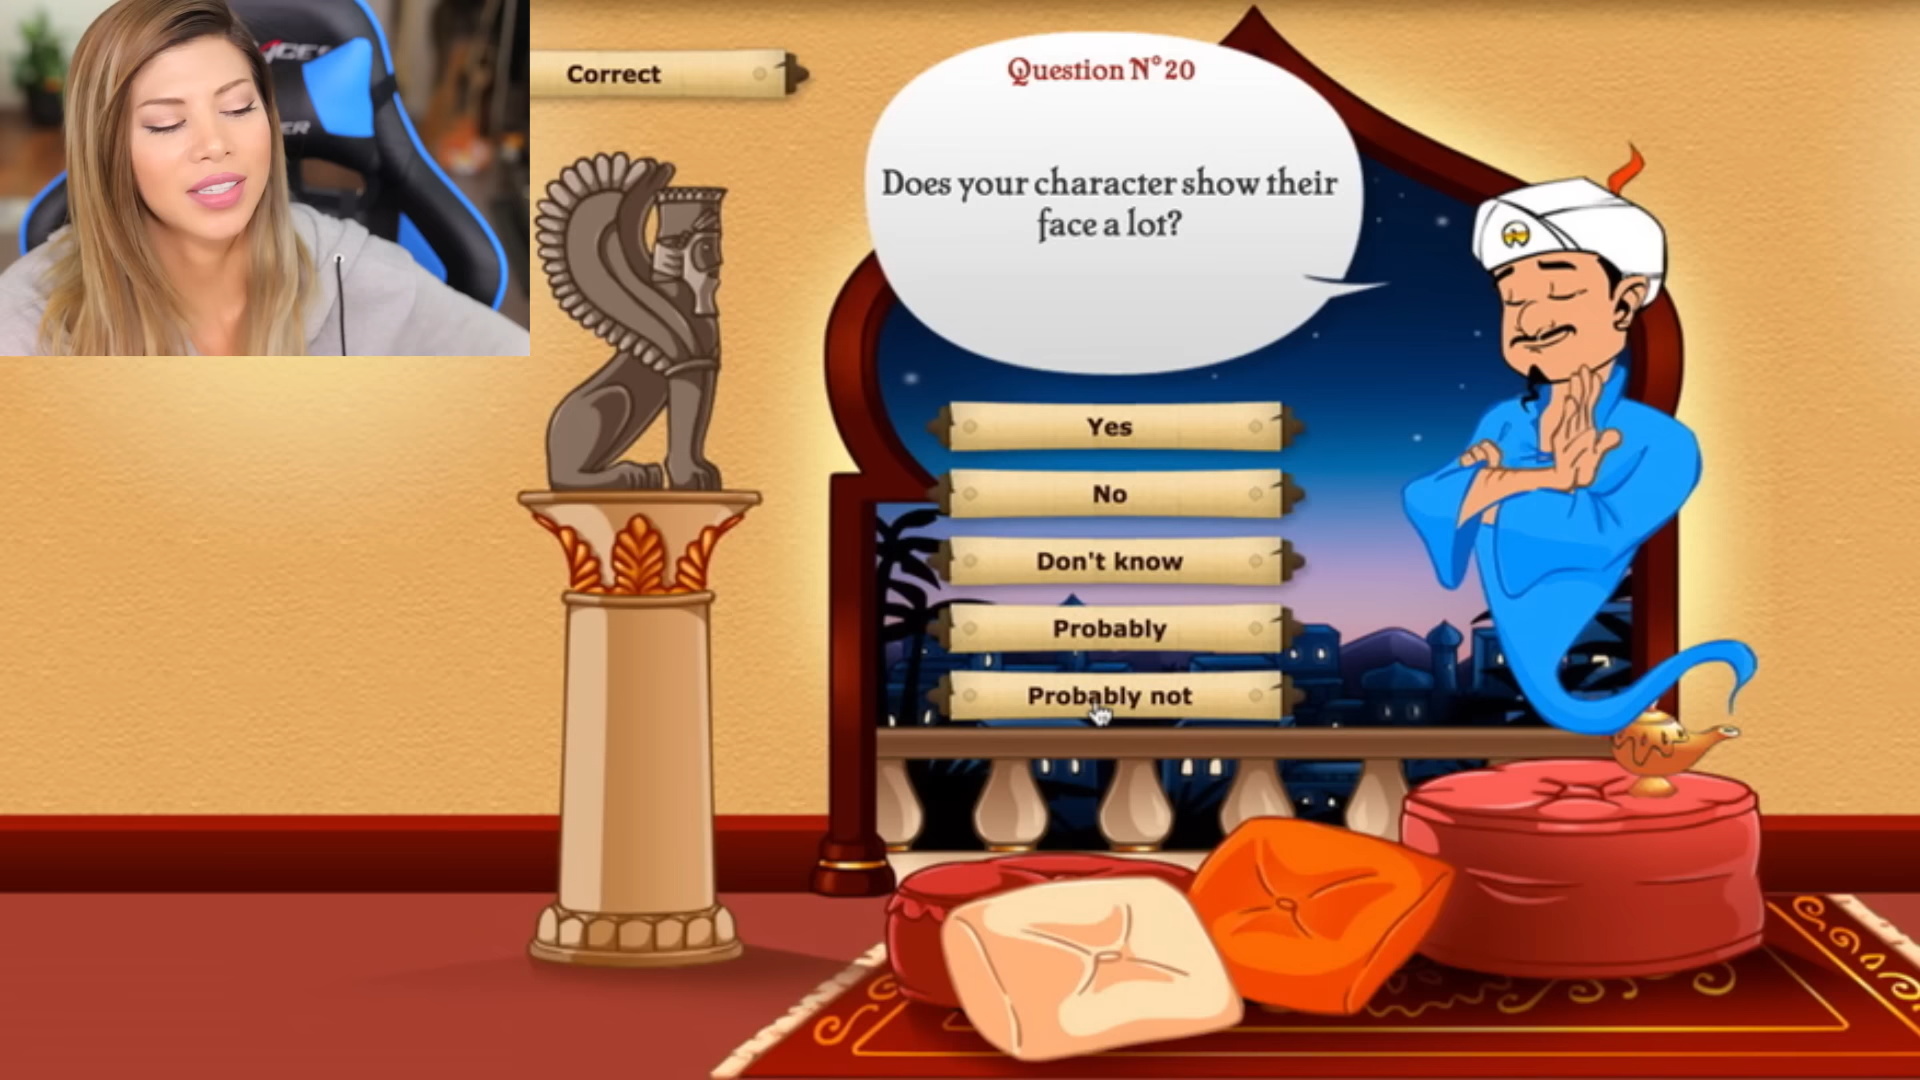 Correct
Question N°20
Does your character show their
face a lot?
Yes
No
Don't know
Probably
Probably not